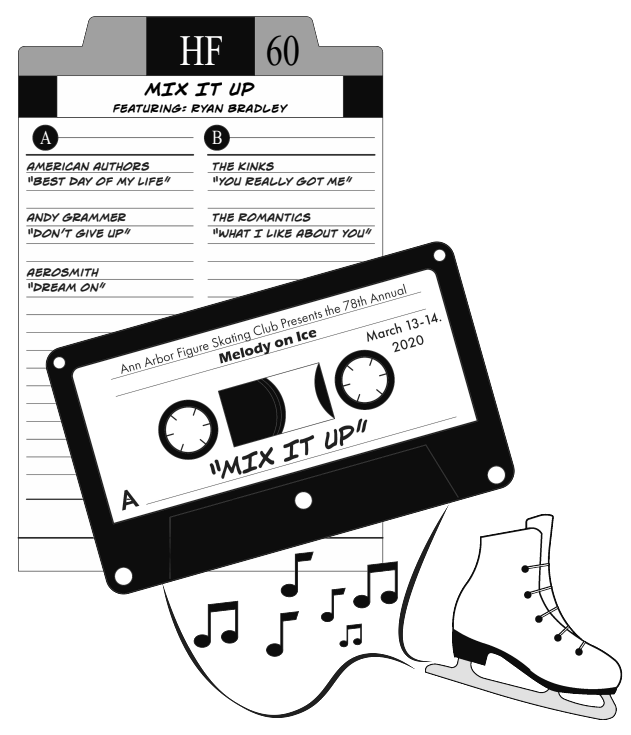 HF 60
MIX IT UP
FEATURING: RYAN BRADLEY
A
AMERICAN AUTHORS
"BEST DAY OF MY LIFE"
ANDY GRAMMER
"DON'T GIVE UP"
AEROSMITH
"DREAM ON"
B
THE KINKS
"YOU REALLY GOT ME"
THE ROMANTICS
"WHAT I LIKE ABOUT YOU"
Ann Arbor Figure Skating Club Presents the 78th Annual
Melody on Ice
March 13-14.
2020
"MIX IT UP"
A